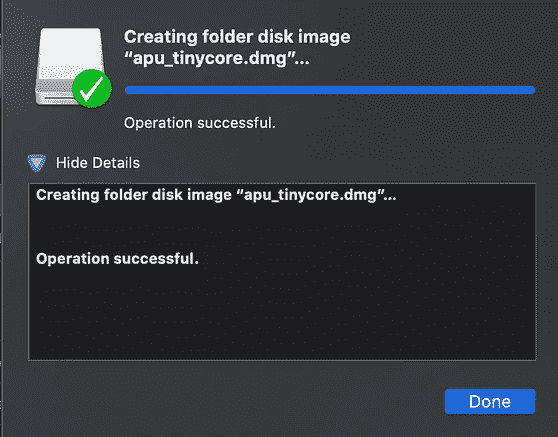 Creating folder disk image
“apu_tinycore.dmg”...
Operation successful.
Hide Details
Creating folder disk image “apu_tinycore.dmg”...
Operation successful.
Done